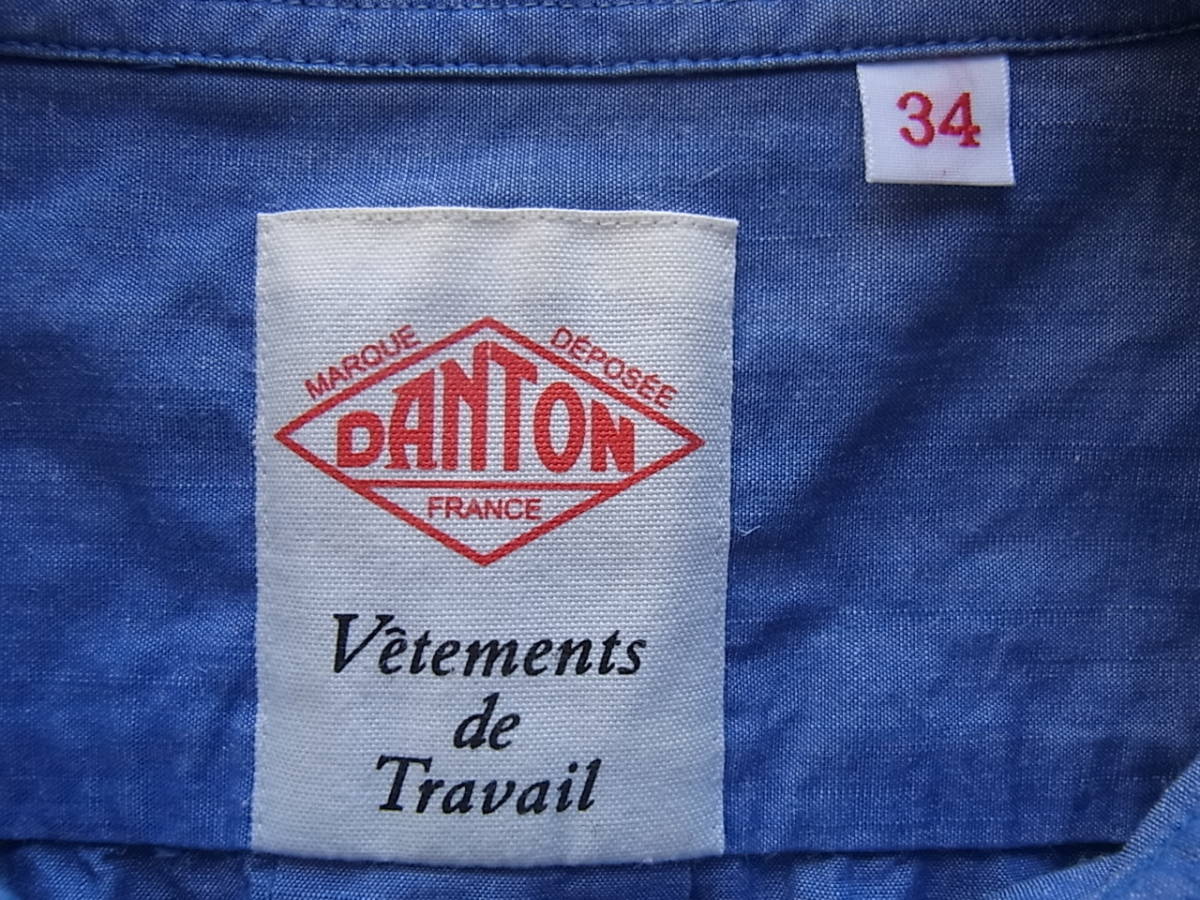 34
MARQUE DÉPOSÉE
DANTON
FRANCE
Vêtements
de
Travail